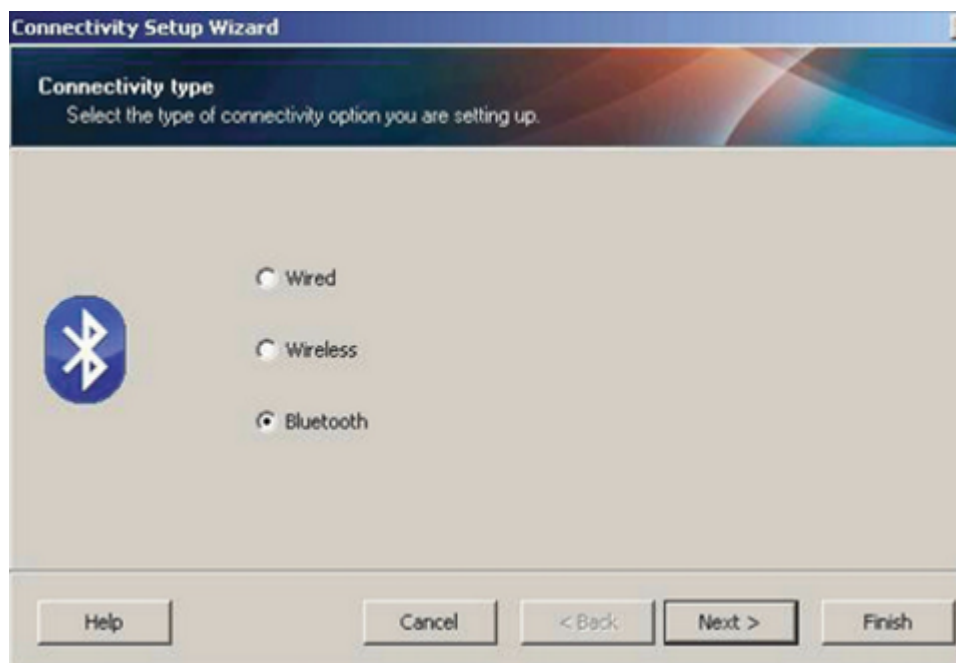 Connectivity Setup Wizard
Connectivity type
Select the type of connectivity option you are setting up.
Wired
Wireless
Bluetooth
Help Cancel < Back Next > Finish